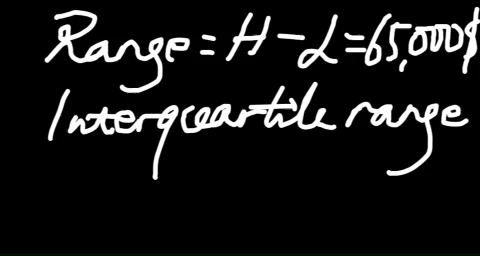 Range = H - L = 65,000$
Interquartile range